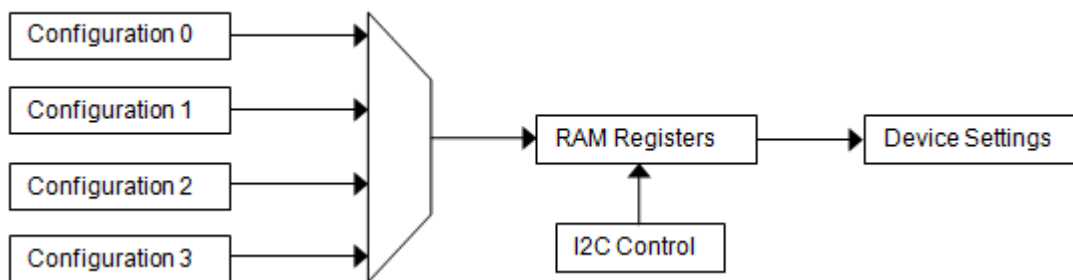 Configuration 0
Configuration 1
Configuration 2
Configuration 3
RAM Registers
Device Settings
I2C Control